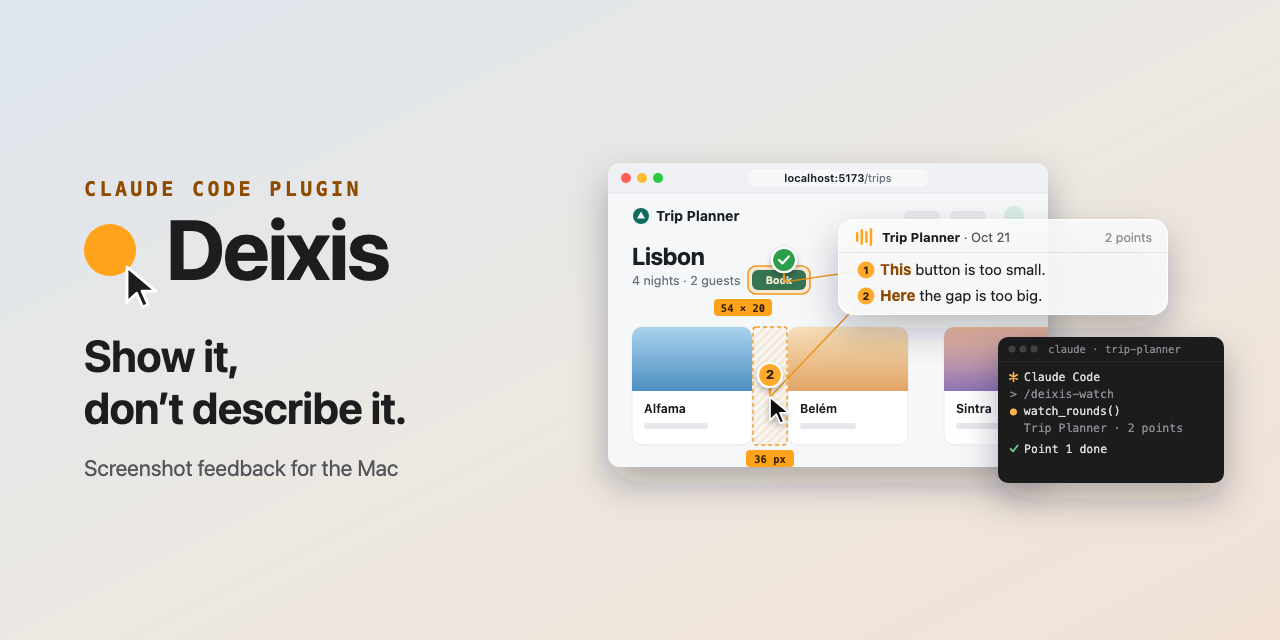 CLAUDE CODE PLUGIN
Deixis
Show it,
don’t describe it.
Screenshot feedback for the Mac
localhost:5173/trips
Trip Planner
Lisbon
4 nights · 2 guests
Book
54 × 20
Trip Planner · Oct 21
2 points
1 This button is too small.
2 Here the gap is too big.
2
Alfama
Belém
Sintra
36 px
claude · trip-planner
Claude Code
> /deixis-watch
watch_rounds()
Trip Planner · 2 points
Point 1 done